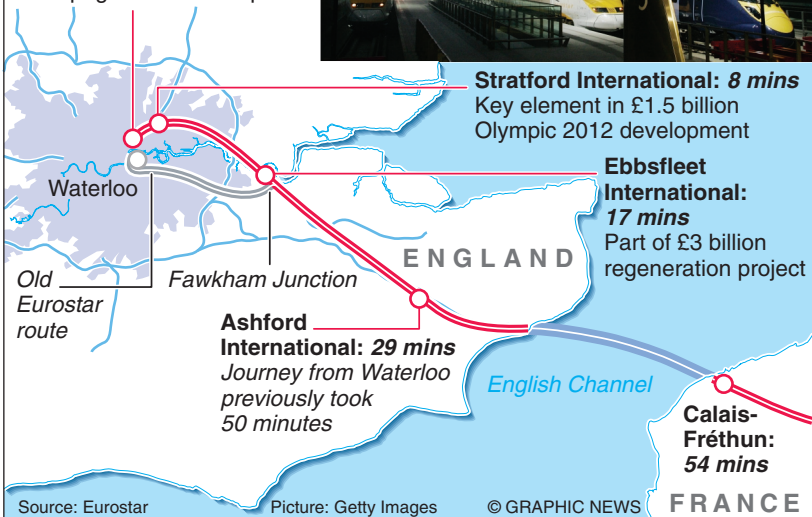 Stratford International: 8 mins
Key element in £1.5 billion
Olympic 2012 development
Ebbsfleet
International:
17 mins
Part of £3 billion
regeneration project
Waterloo
ENGLAND
Old
Eurostar
route
Fawkham Junction
Ashford
International: 29 mins
Journey from Waterloo
previously took
50 minutes
English Channel
Calais-
Fréthun:
54 mins
FRANCE
Source: Eurostar
Picture: Getty Images
© GRAPHIC NEWS